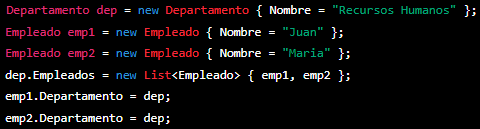 Departamento dep = new Departamento { Nombre = "Recursos Humanos" };
Empleado emp1 = new Empleado { Nombre = "Juan" };
Empleado emp2 = new Empleado { Nombre = "Maria" };
dep.Empleados = new List<Empleado> { emp1, emp2 };
emp1.Departamento = dep;
emp2.Departamento = dep;